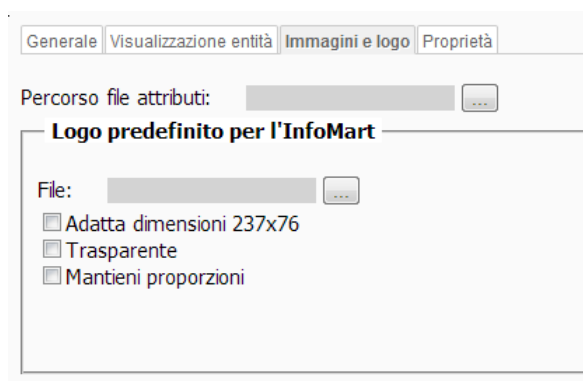 Generale Visualizzazione entità Immagini e logo Proprietà
Percorso file attributi: ...
Logo predefinito per l'InfoMart
File: ...
Adatta dimensioni 237x76
Trasparente
Mantieni proporzioni